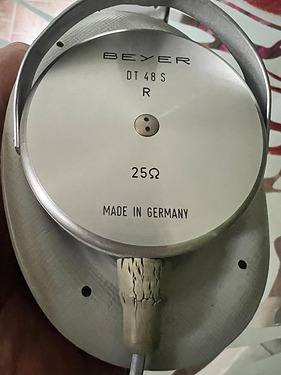 BEYER
DT 48 S
R
25Ω
MADE IN GERMANY